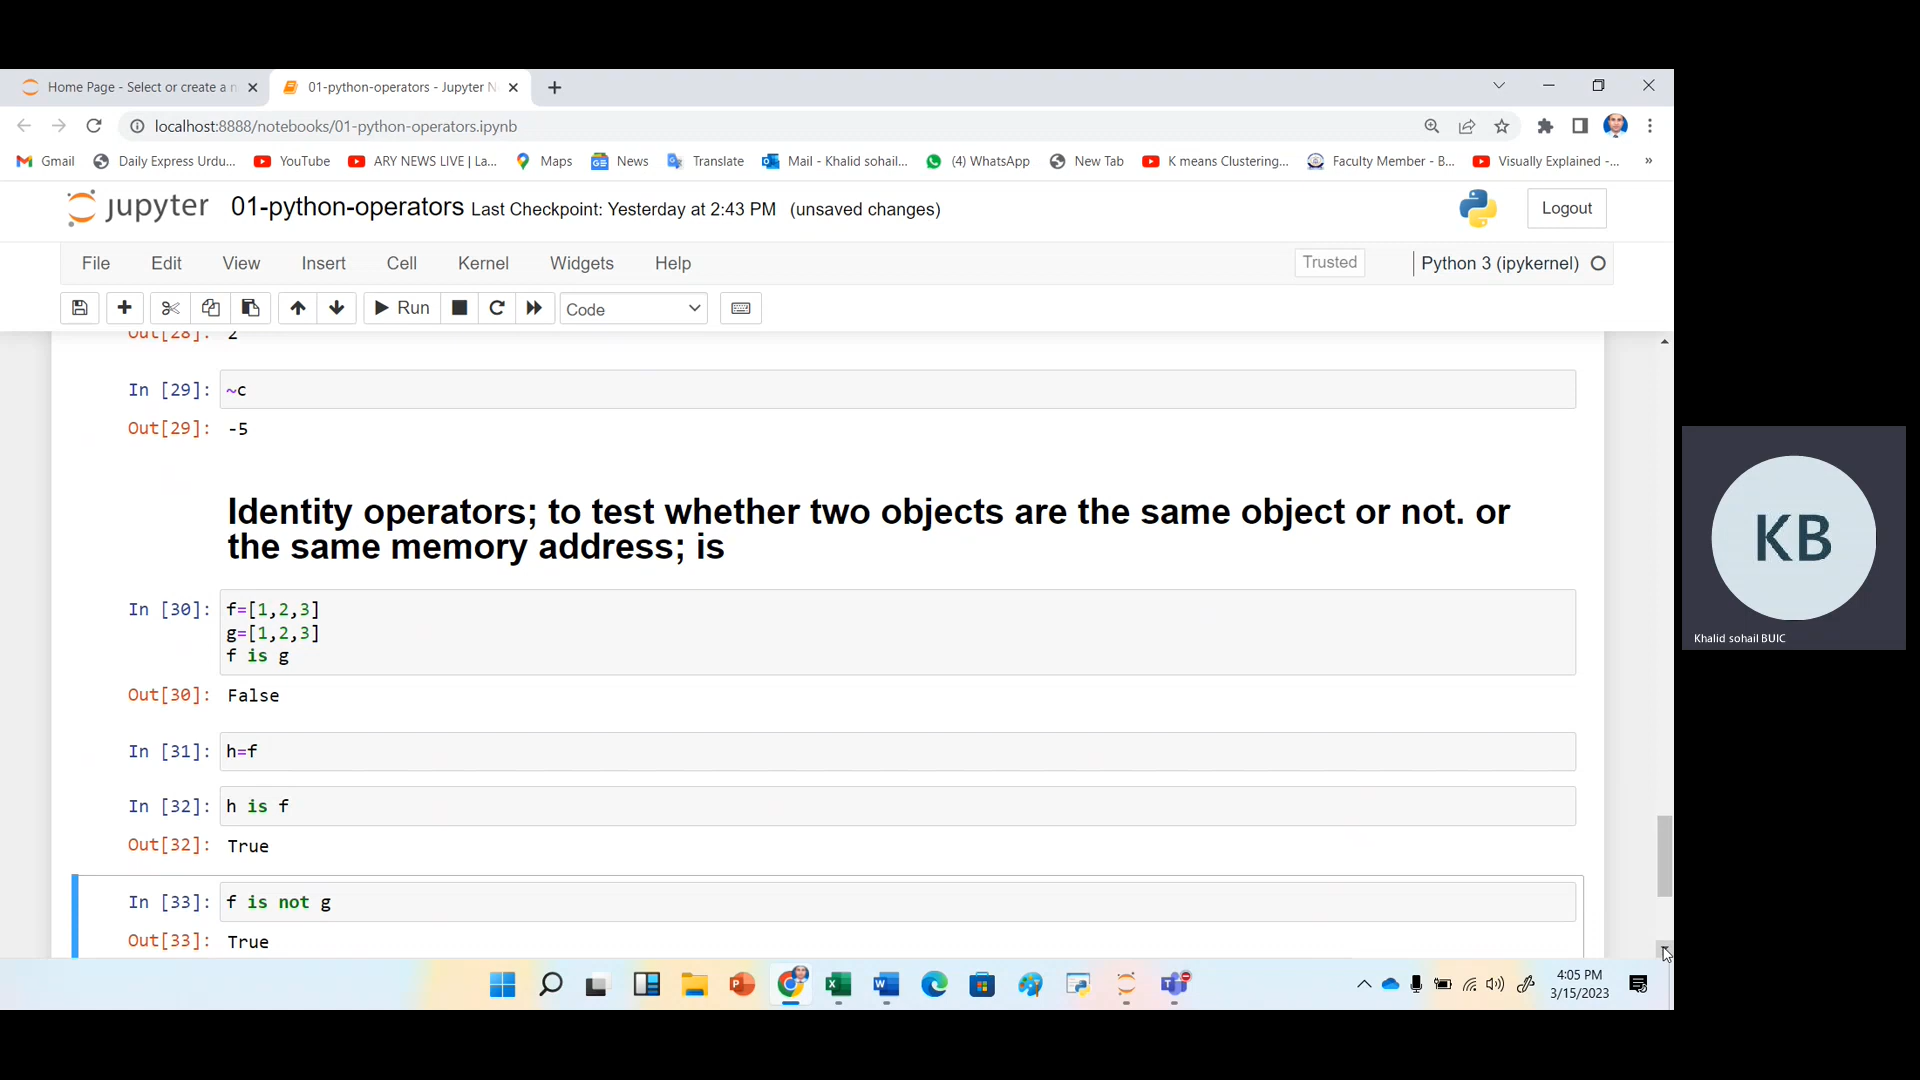 Home Page - Select or create a n
01-python-operators - Jupyter N
localhost:8888/notebooks/01-python-operators.ipynb
Gmail
Daily Express Urdu...
YouTube
ARY NEWS LIVE | La...
Maps
News
Translate
Mail - Khalid sohail...
(4) WhatsApp
New Tab
K means Clustering...
Faculty Member - B...
Visually Explained -...
»
jupyter 01-python-operators Last Checkpoint: Yesterday at 2:43 PM (unsaved changes)
Logout
File Edit View Insert Cell Kernel Widgets Help
Trusted
Python 3 (ipykernel)
Run
Code
Out[28]: 2
In [29]: ~c
Out[29]: -5
Identity operators; to test whether two objects are the same object or not. or
the same memory address; is
In [30]: f=[1,2,3]
g=[1,2,3]
f is g
Out[30]: False
In [31]: h=f
In [32]: h is f
Out[32]: True
In [33]: f is not g
Out[33]: True
KB
Khalid sohail BUIC
4:05 PM
3/15/2023